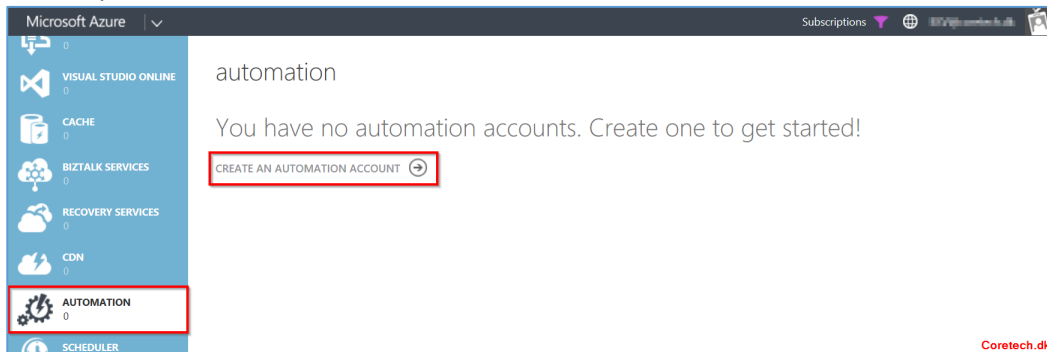 Microsoft Azure
Subscriptions
0
VISUAL STUDIO ONLINE
0
CACHE
0
BIZTALK SERVICES
0
RECOVERY SERVICES
0
CDN
0
AUTOMATION
0
SCHEDULER
automation
You have no automation accounts. Create one to get started!
CREATE AN AUTOMATION ACCOUNT
Coretech.dk